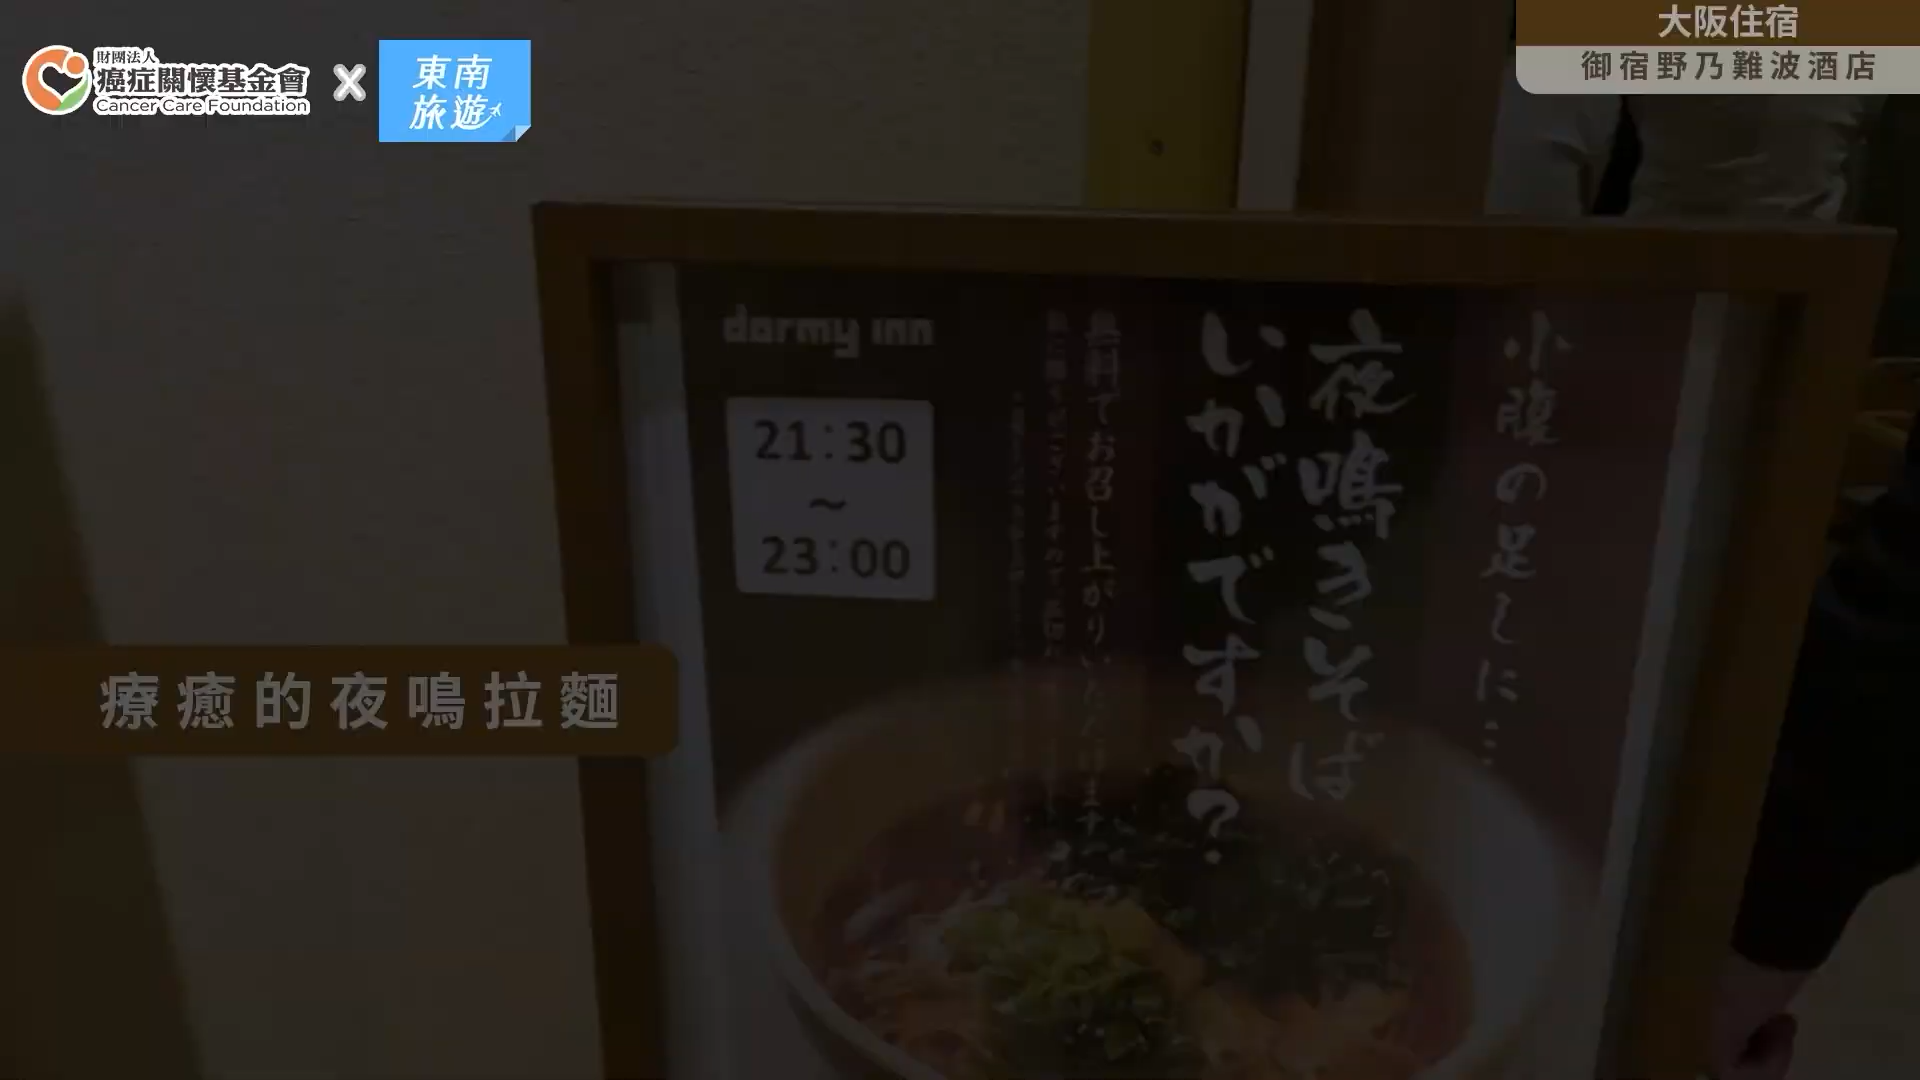 財團法人
癌症關懷基金會
Cancer Care Foundation
X
東南
旅遊
大阪住宿
御宿野乃難波酒店
dormy inn
21:30
~
23:00
小腹の足しに…
夜鳴きそば
いかがですか?
無料でお召し上がりいただけます
療癒的夜鳴拉麵